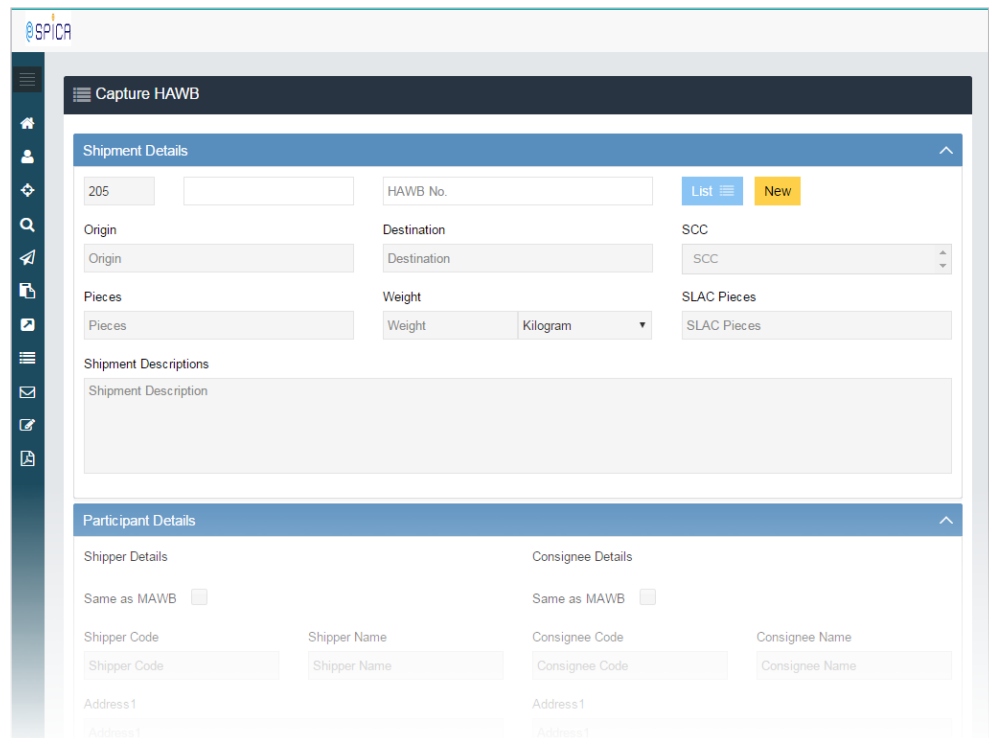 eSPICA
Capture HAWB
Shipment Details
205 HAWB No. List New
Origin Destination SCC
Origin Destination SCC
Pieces Weight SLAC Pieces
Pieces Weight Kilogram SLAC Pieces
Shipment Descriptions
Shipment Description
Participant Details
Shipper Details Consignee Details
Same as MAWB Same as MAWB
Shipper Code Shipper Name Consignee Code Consignee Name
Shipper Code Shipper Name Consignee Code Consignee Name
Address1 Address1
Address1 Address1